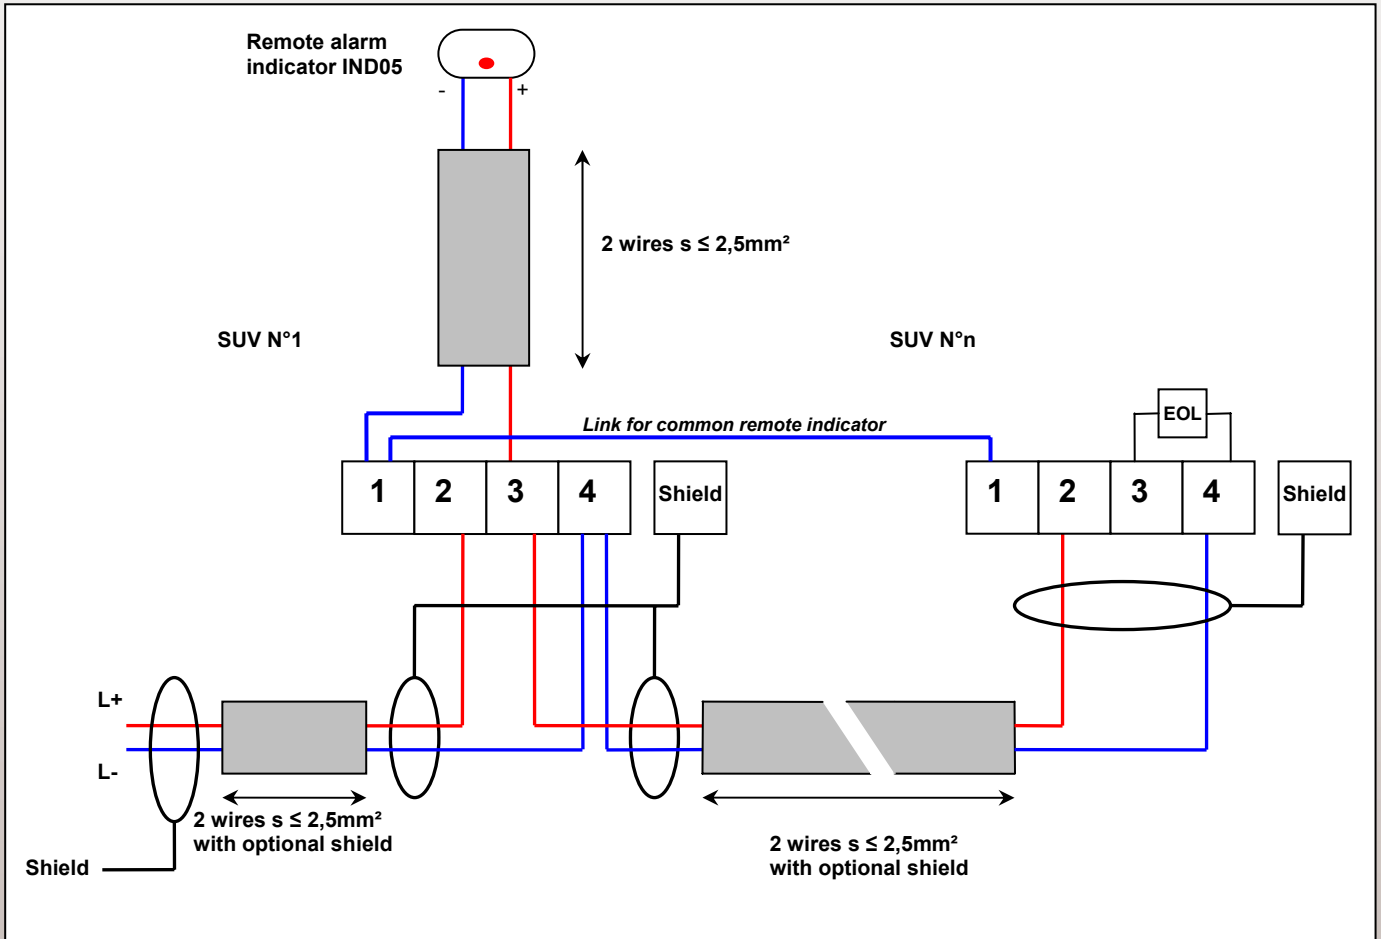 Remote alarm
indicator IND05
-
+
2 wires s ≤ 2,5mm²
SUV N°1
SUV N°n
Link for common remote indicator
EOL
1
2
3
4
Shield
1
2
3
4
Shield
L+
L-
2 wires s ≤ 2,5mm²
with optional shield
2 wires s ≤ 2,5mm²
with optional shield
Shield